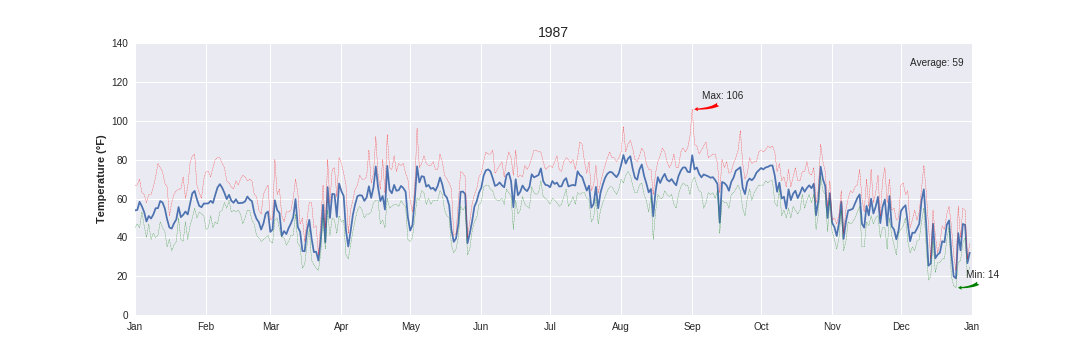 1987
140
Average: 59
120
Max: 106
100
80
Temperature (°F)
60
40
20
Min: 14
0
Jan Feb Mar Apr May Jun Jul Aug Sep Oct Nov Dec Jan